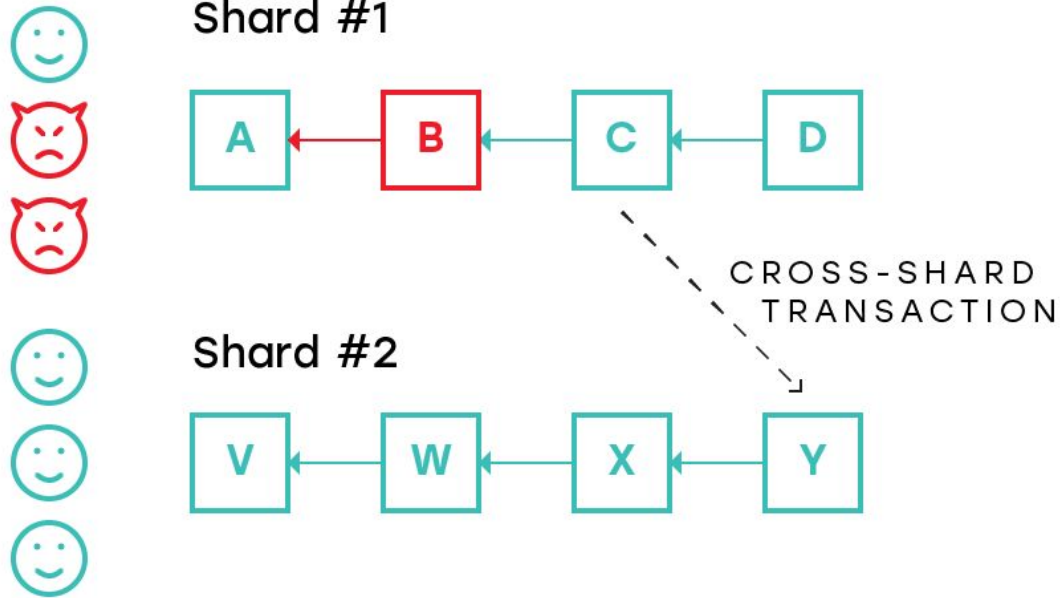 Shard #1
A B C D
CROSS-SHARD
TRANSACTION
Shard #2
V W X Y